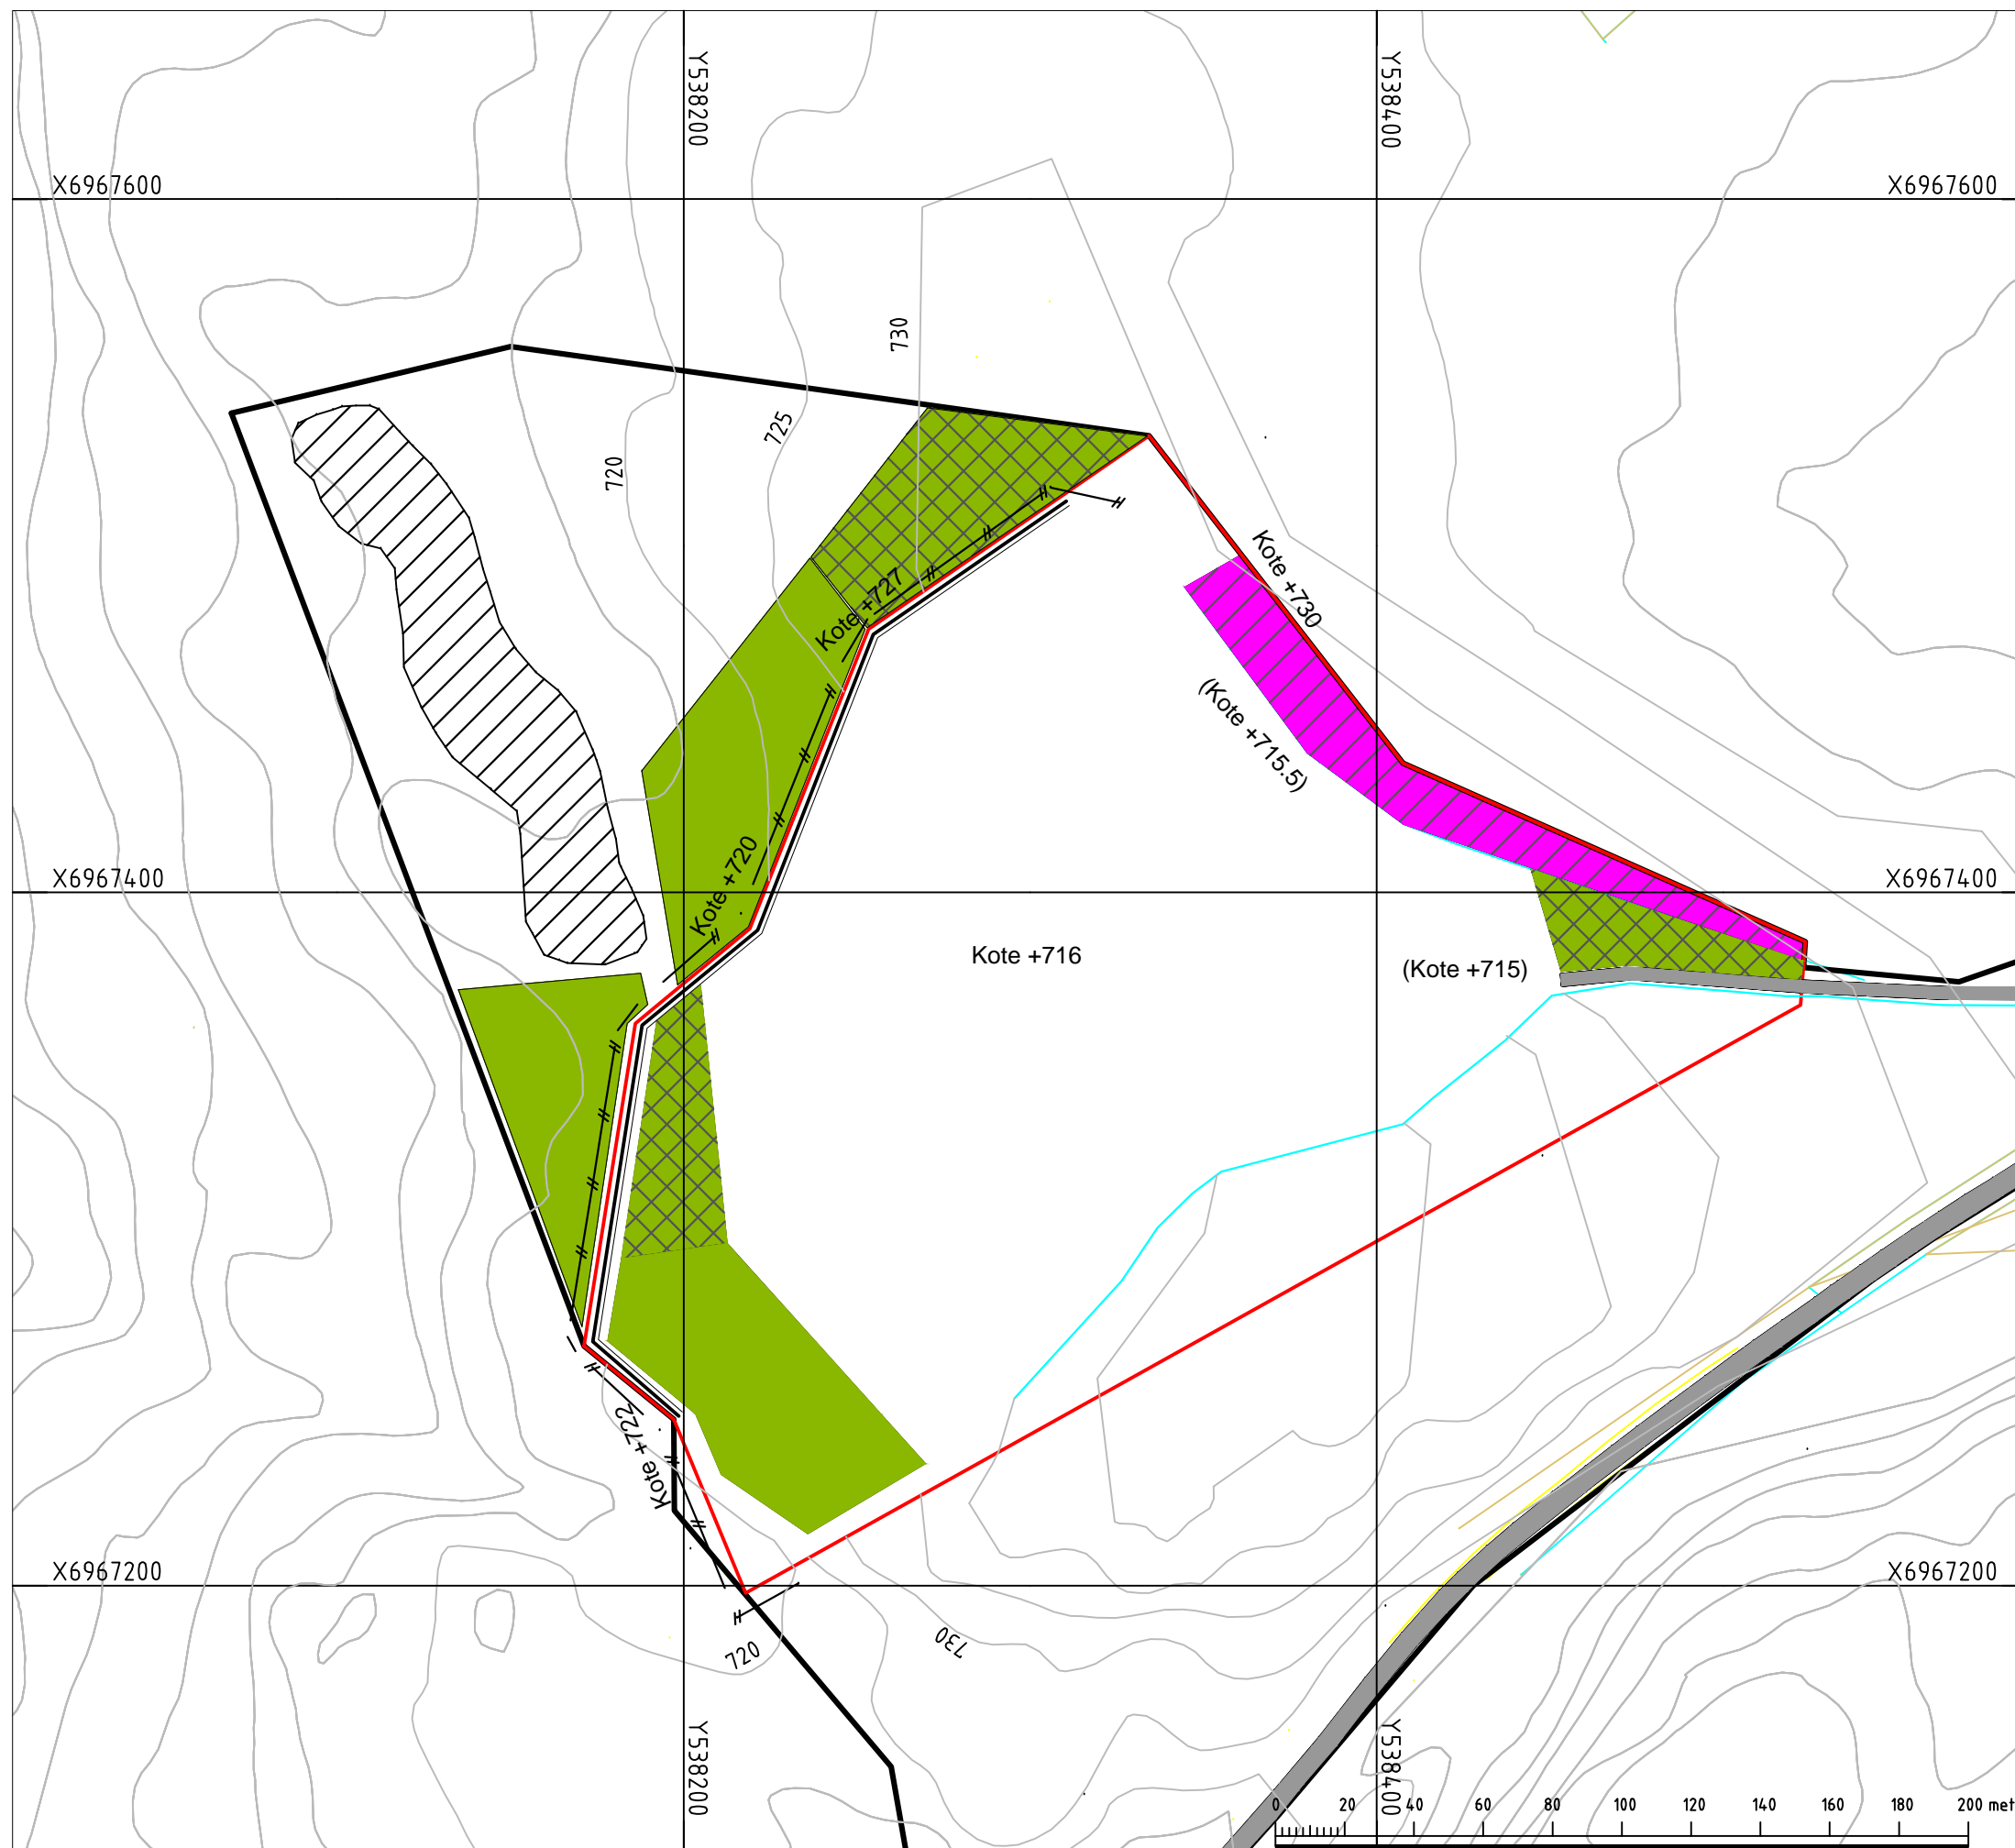 Y538200
Y538400
X6967600
X6967600
730
725
720
Kote +730
Kote +727
(Kote +715.5)
Kote +720
X6967400
X6967400
Kote +716
(Kote +715)
Kote +722
X6967200
X6967200
720
730
Y538200
Y538400
0 20 40 60 80 100 120 140 160 180 200 met